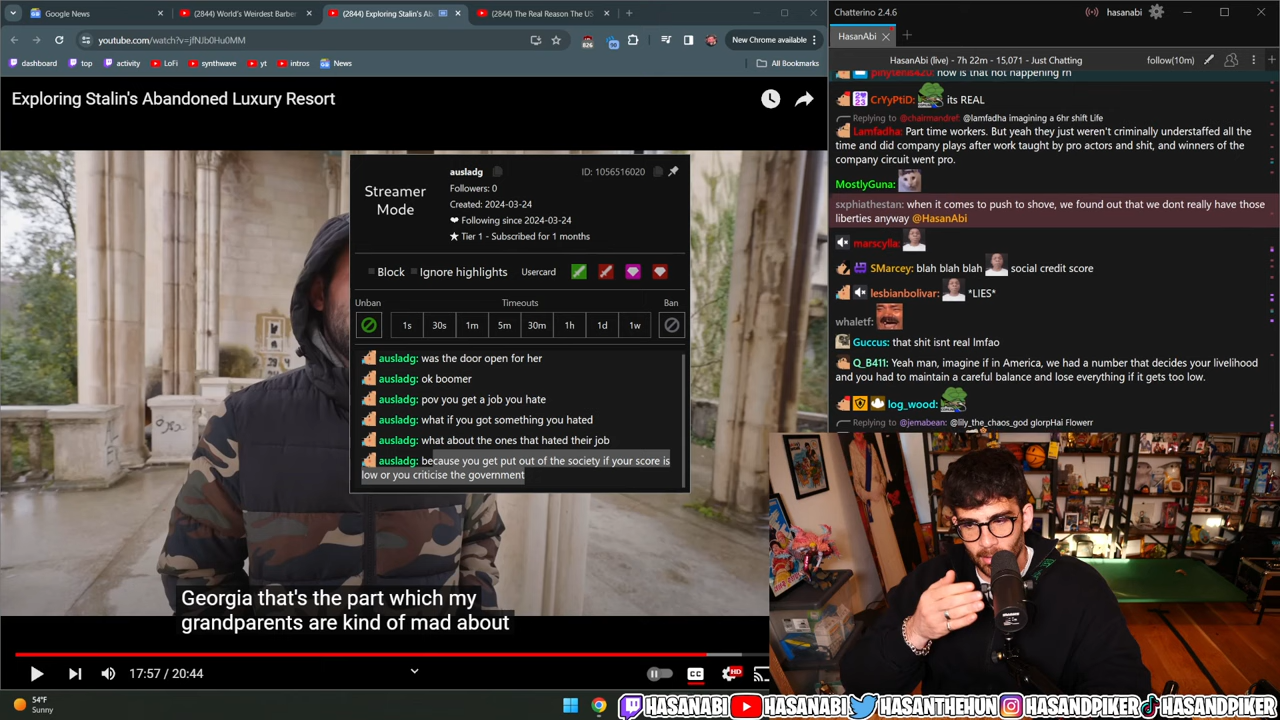 Google News
(2844) World's Weirdest Barber
(2844) Exploring Stalin's Ab
(2844) The Real Reason The US
youtube.com/watch?v=jfNJb0Hu0MM
826
New Chrome available
dashboard
top
activity
LoFi
synthwave
yt
intros
News
All Bookmarks
Exploring Stalin's Abandoned Luxury Resort
Streamer
Mode
ausladg
ID: 1056516020
Followers: 0
Created: 2024-03-24
❤ Following since 2024-03-24
★ Tier 1 - Subscribed for 1 months
Block
Ignore highlights
Usercard
Unban
Timeouts
Ban
1s
30s
1m
5m
30m
1h
1d
1w
ausladg: was the door open for her
ausladg: ok boomer
ausladg: pov you get a job you hate
ausladg: what if you got something you hated
ausladg: what about the ones that hated their job
ausladg: because you get put out of the society if your score is
low or you criticise the government
Georgia that's the part which my
grandparents are kind of mad about
17:57 / 20:44
CC
HD
54°F
Sunny
Chatterino 2.4.6
hasanabi
HasanAbi
HasanAbi (live) - 7h 22m - 15,071 - Just Chatting
follow(10m)
how is that not happening rn
CrYyPtiD: its REAL
Replying to @chairmandref: @lamfadha imagining a 6hr shift Life
Lamfadha: Part time workers. But yeah they just weren't criminally understaffed all the
time and did company plays after work taught by pro actors and shit, and winners of the
company circuit went pro.
MostlyGuna:
sxphiathestan: when it comes to push to shove, we found out that we dont really have those
liberties anyway @HasanAbi
marscylla:
SMarcey: blah blah blah social credit score
lesbianbolivar: *LIES*
whaletf:
Guccus: that shit isnt real lmfao
Q_B411: Yeah man, imagine if in America, we had a number that decides your livelihood
and you had to maintain a careful balance and lose everything if it gets too low.
log_wood:
Replying to @jemabean: @lily_the_chaos_god glorpHai Flowerr
HASANABI
HASANABI
HASANTHEHUN
HASANDPIKER
HASANDPIKER